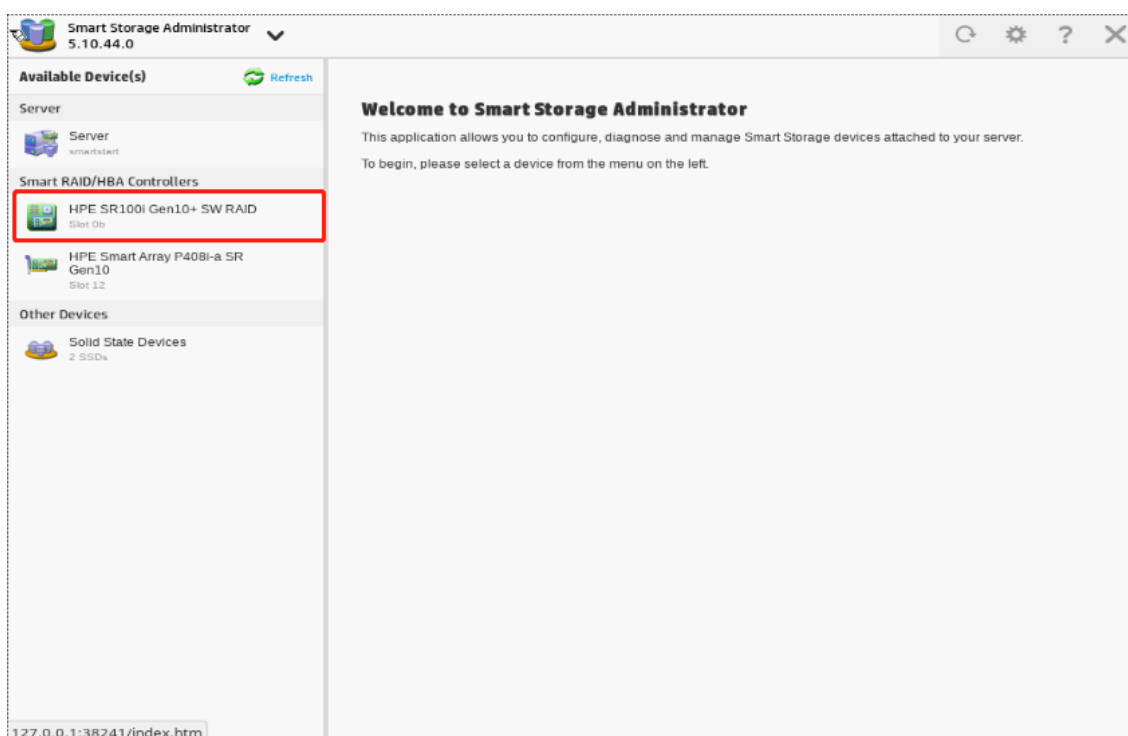 Smart Storage Administrator
5.10.44.0
?
Available Device(s)
Refresh
Server
Server
smartstart
Smart RAID/HBA Controllers
HPE SR100i Gen10+ SW RAID
Slot 0b
HPE Smart Array P408i-a SR
Gen10
Slot 12
Other Devices
Solid State Devices
2 SSDs
Welcome to Smart Storage Administrator
This application allows you to configure, diagnose and manage Smart Storage devices attached to your server.
To begin, please select a device from the menu on the left.
127.0.0.1:38241/index.htm